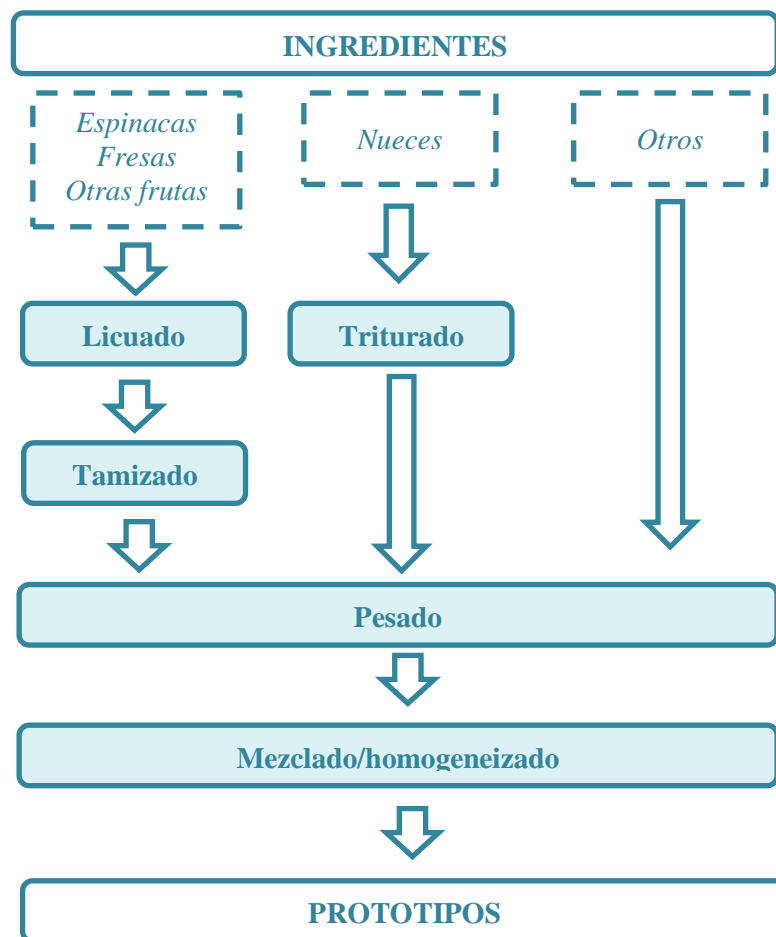 INGREDIENTES
Espinacas
Fresas
Otras frutas
Nueces
Otros
Licuado
Triturado
Tamizado
Pesado
Mezclado/homogeneizado
PROTOTIPOS